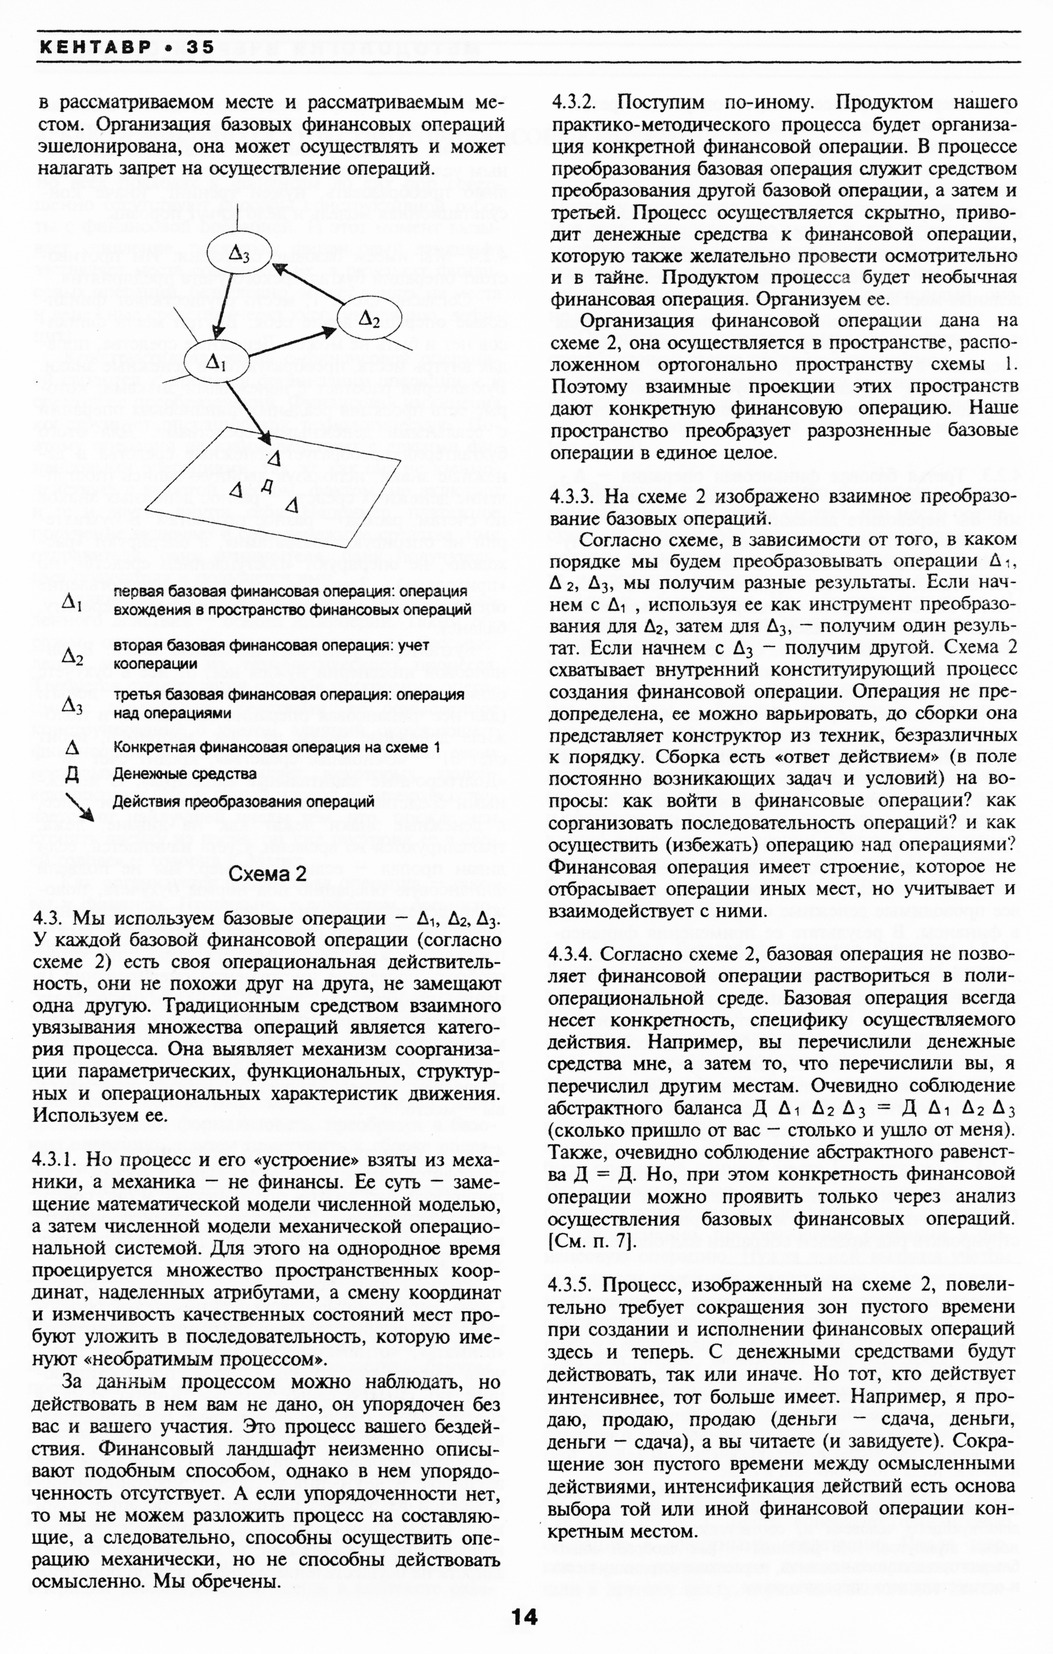 КЕНТАВР • 35
в рассматриваемом месте и рассматриваемым ме-
стом. Организация базовых финансовых операций
эшелонирована, она может осуществлять и может
налагать запрет на осуществление операций.
Δ3
Δ2
Δ1
Δ
Δ Д Δ
Δ1 первая базовая финансовая операция: операция
вхождения в пространство финансовых операций
Δ2 вторая базовая финансовая операция: учет
кооперации
Δ3 третья базовая финансовая операция: операция
над операциями
Δ Конкретная финансовая операция на схеме 1
Д Денежные средства
Действия преобразования операций
Схема 2
4.3. Мы используем базовые операции — Δ1, Δ2, Δ3.
У каждой базовой финансовой операции (согласно
схеме 2) есть своя операциональная действитель-
ность, они не похожи друг на друга, не замещают
одна другую. Традиционным средством взаимного
увязывания множества операций является катего-
рия процесса. Она выявляет механизм соорганиза-
ции параметрических, функциональных, структур-
ных и операциональных характеристик движения.
Используем ее.
4.3.1. Но процесс и его «устроение» взяты из меха-
ники, а механика — не финансы. Ее суть — заме-
щение математической модели численной моделью,
а затем численной модели механической операцио-
нальной системой. Для этого на однородное время
проецируется множество пространственных коор-
динат, наделенных атрибутами, а смену координат
и изменчивость качественных состояний мест про-
буют уложить в последовательность, которую име-
нуют «необратимым процессом».
За данным процессом можно наблюдать, но
действовать в нем вам не дано, он упорядочен без
вас и вашего участия. Это процесс вашего бездей-
ствия. Финансовый ландшафт неизменно описы-
вают подобным способом, однако в нем упорядо-
ченность отсутствует. А если упорядоченности нет,
то мы не можем разложить процесс на составляю-
щие, а следовательно, способны осуществить опе-
рацию механически, но не способны действовать
осмысленно. Мы обречены.
4.3.2. Поступим по-иному. Продуктом нашего
практико-методического процесса будет организа-
ция конкретной финансовой операции. В процессе
преобразования базовая операция служит средством
преобразования другой базовой операции, а затем и
третьей. Процесс осуществляется скрытно, приво-
дит денежные средства к финансовой операции,
которую также желательно провести осмотрительно
и в тайне. Продуктом процесса будет необычная
финансовая операция. Организуем ее.
Организация финансовой операции дана на
схеме 2, она осуществляется в пространстве, распо-
ложенном ортогонально пространству схемы 1.
Поэтому взаимные проекции этих пространств
дают конкретную финансовую операцию. Наше
пространство преобразует разрозненные базовые
операции в единое целое.
4.3.3. На схеме 2 изображено взаимное преобразо-
вание базовых операций.
Согласно схеме, в зависимости от того, в каком
порядке мы будем преобразовывать операции Δ1,
Δ2, Δ3, мы получим разные результаты. Если нач-
нем с Δ1 , используя ее как инструмент преобразо-
вания для Δ2, затем для Δ3, — получим один резуль-
тат. Если начнем с Δ3 — получим другой. Схема 2
схватывает внутренний конституирующий процесс
создания финансовой операции. Операция не пре-
допределена, ее можно варьировать, до сборки она
представляет конструктор из техник, безразличных
к порядку. Сборка есть «ответ действием» (в поле
постоянно возникающих задач и условий) на во-
просы: как войти в финансовые операции? как
сорганизовать последовательность операций? и как
осуществить (избежать) операцию над операциями?
Финансовая операция имеет строение, которое не
отбрасывает операции иных мест, но учитывает и
взаимодействует с ними.
4.3.4. Согласно схеме 2, базовая операция не позво-
ляет финансовой операции раствориться в поли-
операциональной среде. Базовая операция всегда
несет конкретность, специфику осуществляемого
действия. Например, вы перечислили денежные
средства мне, а затем то, что перечислили вы, я
перечислил другим местам. Очевидно соблюдение
абстрактного баланса Д Δ1 Δ2 Δ3 = Д Δ1 Δ2 Δ3
(сколько пришло от вас — столько и ушло от меня).
Также, очевидно соблюдение абстрактного равенст-
ва Д = Д. Но, при этом конкретность финансовой
операции можно проявить только через анализ
осуществления базовых финансовых операций.
[См. п. 7].
4.3.5. Процесс, изображенный на схеме 2, повели-
тельно требует сокращения зон пустого времени
при создании и исполнении финансовых операций
здесь и теперь. С денежными средствами будут
действовать, так или иначе. Но тот, кто действует
интенсивнее, тот больше имеет. Например, я про-
даю, продаю, продаю (деньги — сдача, деньги,
деньги — сдача), а вы читаете (и завидуете). Сокра-
щение зон пустого времени между осмысленными
действиями, интенсификация действий есть основа
выбора той или иной финансовой операции кон-
кретным местом.
14